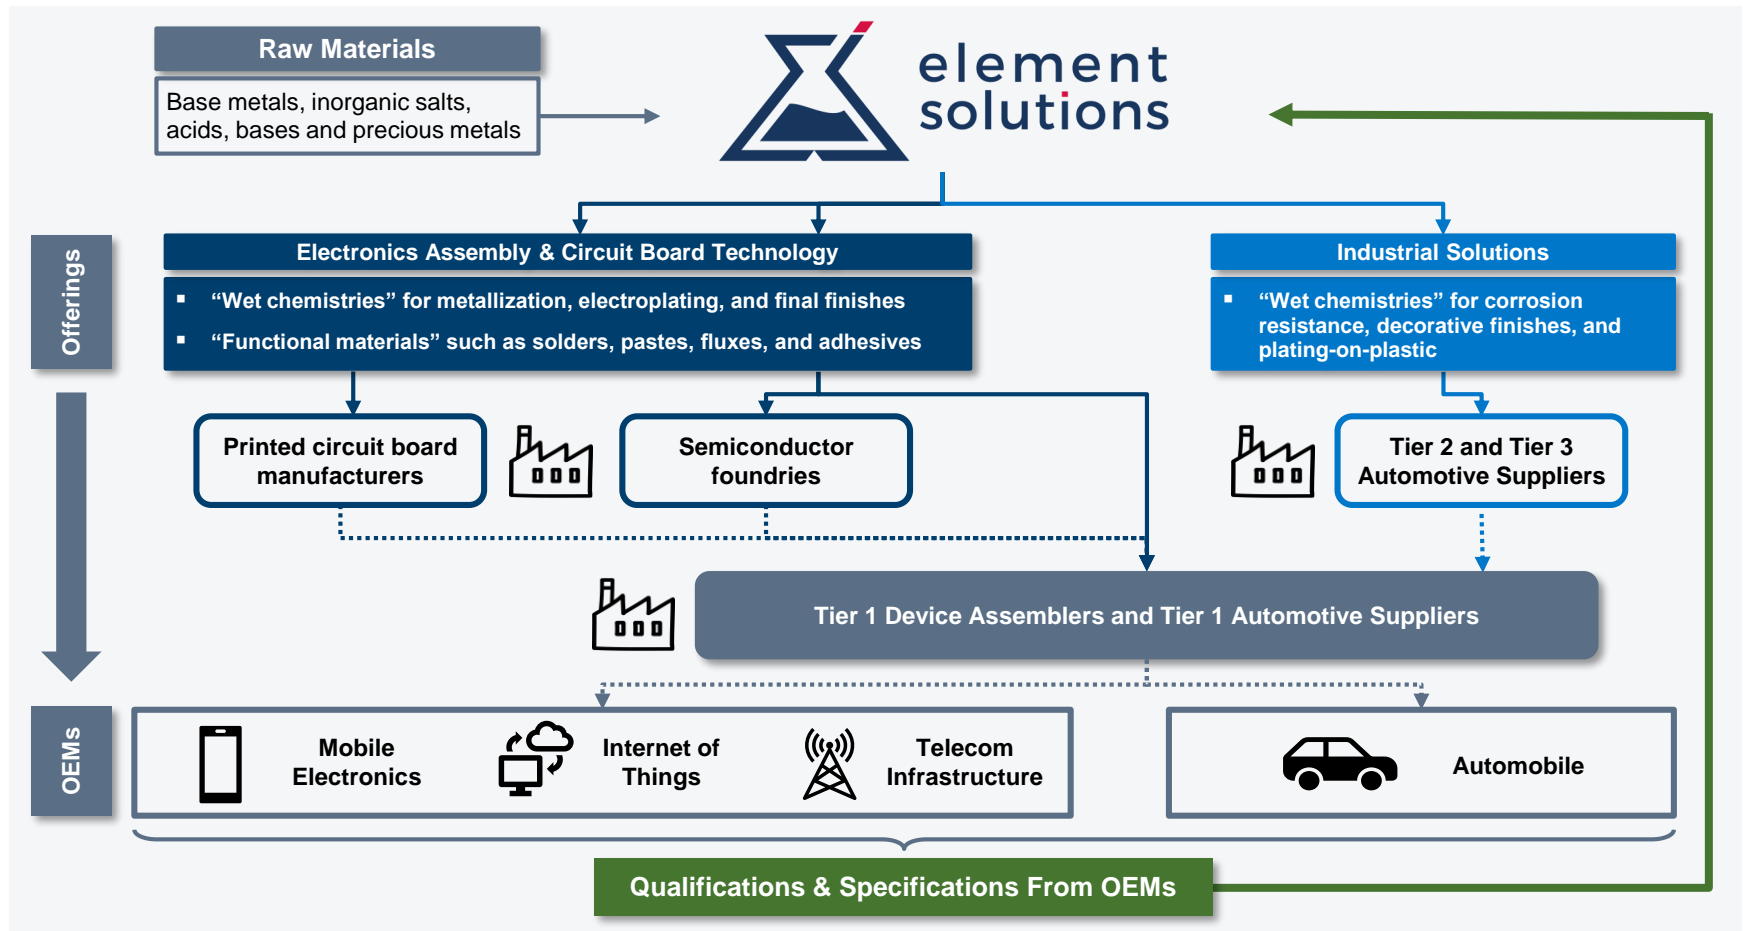 Raw Materials
Base metals, inorganic salts,
acids, bases and precious metals
element
solutions
Offerings
Electronics Assembly & Circuit Board Technology
▪ “Wet chemistries” for metallization, electroplating, and final finishes
▪ “Functional materials” such as solders, pastes, fluxes, and adhesives
Industrial Solutions
▪ “Wet chemistries” for corrosion
resistance, decorative finishes, and
plating-on-plastic
Printed circuit board
manufacturers
Semiconductor
foundries
Tier 2 and Tier 3
Automotive Suppliers
Tier 1 Device Assemblers and Tier 1 Automotive Suppliers
OEMs
Mobile
Electronics
Internet of
Things
Telecom
Infrastructure
Automobile
Qualifications & Specifications From OEMs